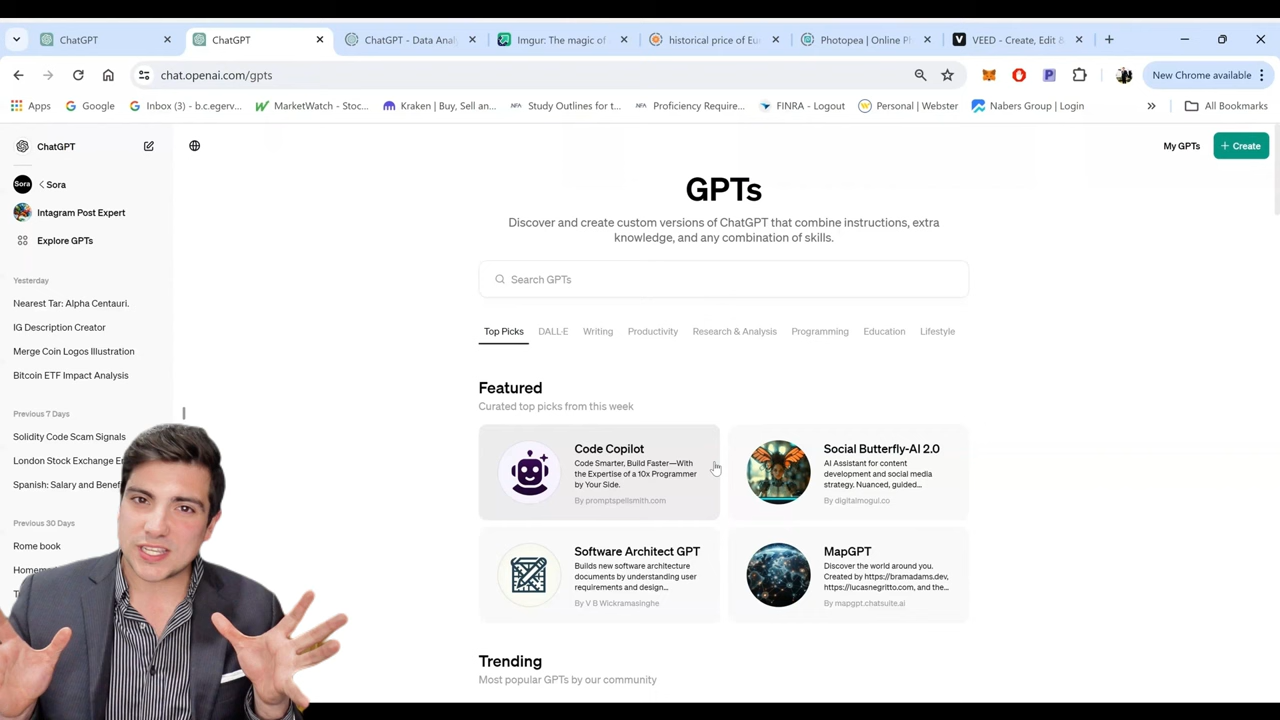 ChatGPT
ChatGPT
ChatGPT - Data Anal
Imgur: The magic of
historical price of Eu
Photopea | Online Ph
VEED - Create, Edit &
chat.openai.com/gpts
New Chrome available
Apps
Google
Inbox (3) - b.c.egerv...
MarketWatch - Stoc...
Kraken | Buy, Sell an...
NFA Study Outlines for t...
NFA Proficiency Require...
FINRA - Logout
Personal | Webster
Nabers Group | Login
All Bookmarks
ChatGPT
My GPTs
+ Create
Sora Sora
Intagram Post Expert
Explore GPTs
GPTs
Discover and create custom versions of ChatGPT that combine instructions, extra
knowledge, and any combination of skills.
Search GPTs
Yesterday
Nearest Tar: Alpha Centauri.
IG Description Creator
Merge Coin Logos Illustration
Bitcoin ETF Impact Analysis
Top Picks
DALL·E
Writing
Productivity
Research & Analysis
Programming
Education
Lifestyle
Featured
Curated top picks from this week
Previous 7 Days
Solidity Code Scam Signals
London Stock Exchange E
Spanish: Salary and Benef
Previous 30 Days
Rome book
Homem
Code Copilot
Code Smarter, Build Faster—With
the Expertise of a 10x Programmer
by Your Side.
By promptspellsmith.com
Social Butterfly-AI 2.0
AI Assistant for content
development and social media
strategy. Nuanced, guided...
By digitalmogul.co
Software Architect GPT
Builds new software architecture
documents by understanding user
requirements and design...
By V B Wickramasinghe
MapGPT
Discover the world around you.
Created by https://bramadams.dev,
https://lucasnegritto.com, and the...
By mapgpt.chatsuite.ai
Trending
Most popular GPTs by our community